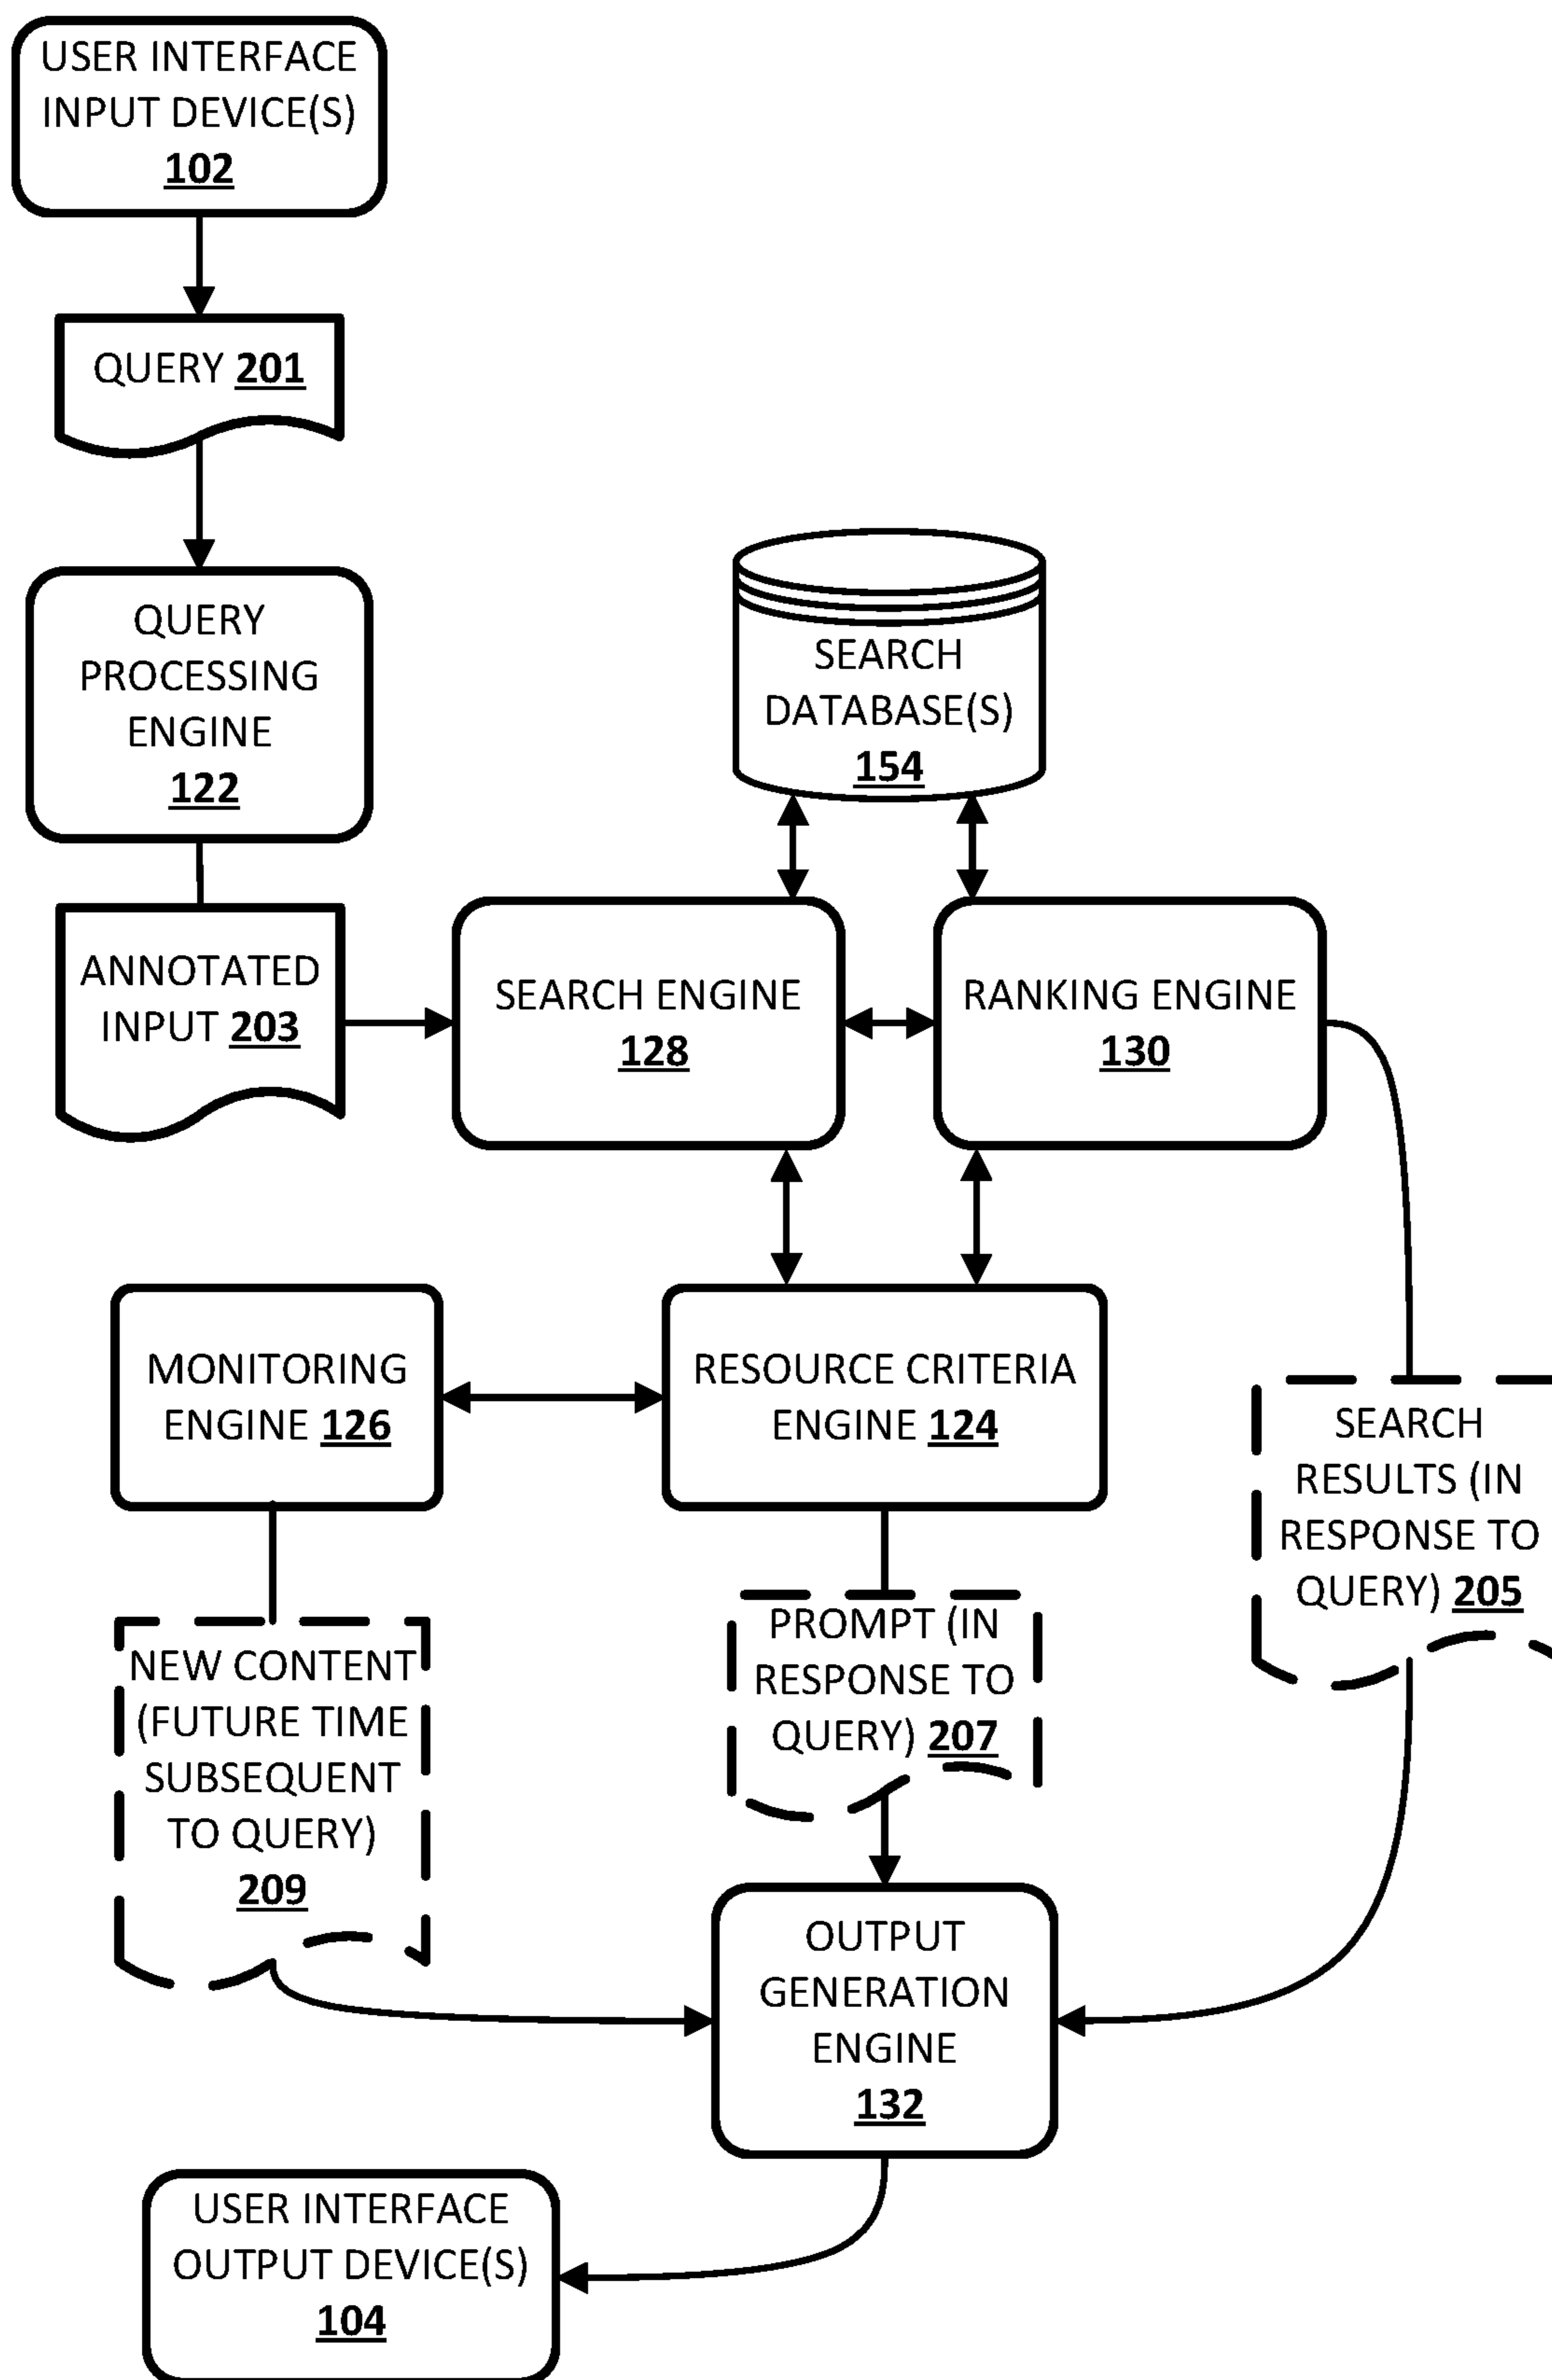 USER INTERFACE
INPUT DEVICE(S)
102
QUERY 201
QUERY
PROCESSING
ENGINE
122
SEARCH
DATABASE(S)
154
ANNOTATED
INPUT 203
SEARCH ENGINE
128
RANKING ENGINE
130
MONITORING
ENGINE 126
RESOURCE CRITERIA
ENGINE 124
SEARCH
RESULTS (IN
RESPONSE TO
QUERY) 205
NEW CONTENT
(FUTURE TIME
SUBSEQUENT
TO QUERY)
209
PROMPT (IN
RESPONSE TO
QUERY) 207
OUTPUT
GENERATION
ENGINE
132
USER INTERFACE
OUTPUT DEVICE(S)
104